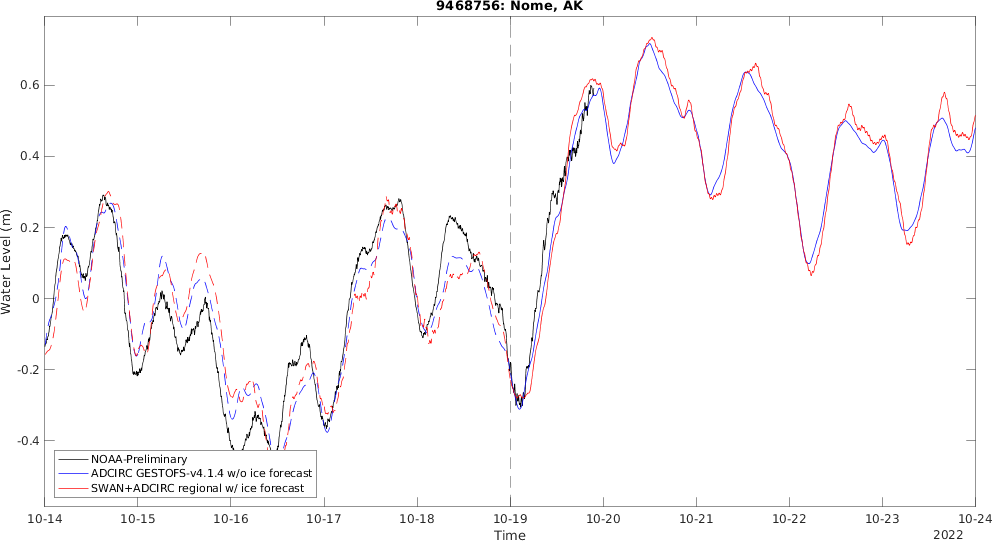 9468756: Nome, AK
Water Level (m)
0.6
0.4
0.2
0
-0.2
-0.4
NOAA-Preliminary
ADCIRC GESTOFS-v4.1.4 w/o ice forecast
SWAN+ADCIRC regional w/ ice forecast
10-14 10-15 10-16 10-17 10-18 10-19 10-20 10-21 10-22 10-23 10-24
Time
2022